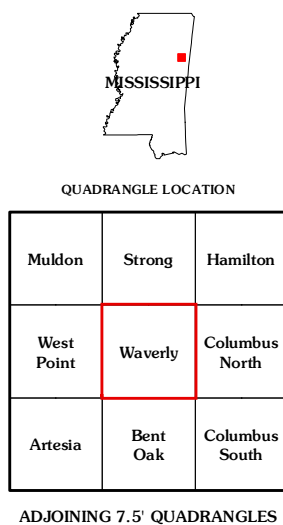 MISSISSIPPI
QUADRANGLE LOCATION
Muldon
Strong
Hamilton
West
Point
Waverly
Columbus
North
Artesia
Bent
Oak
Columbus
South
ADJOINING 7.5' QUADRANGLES